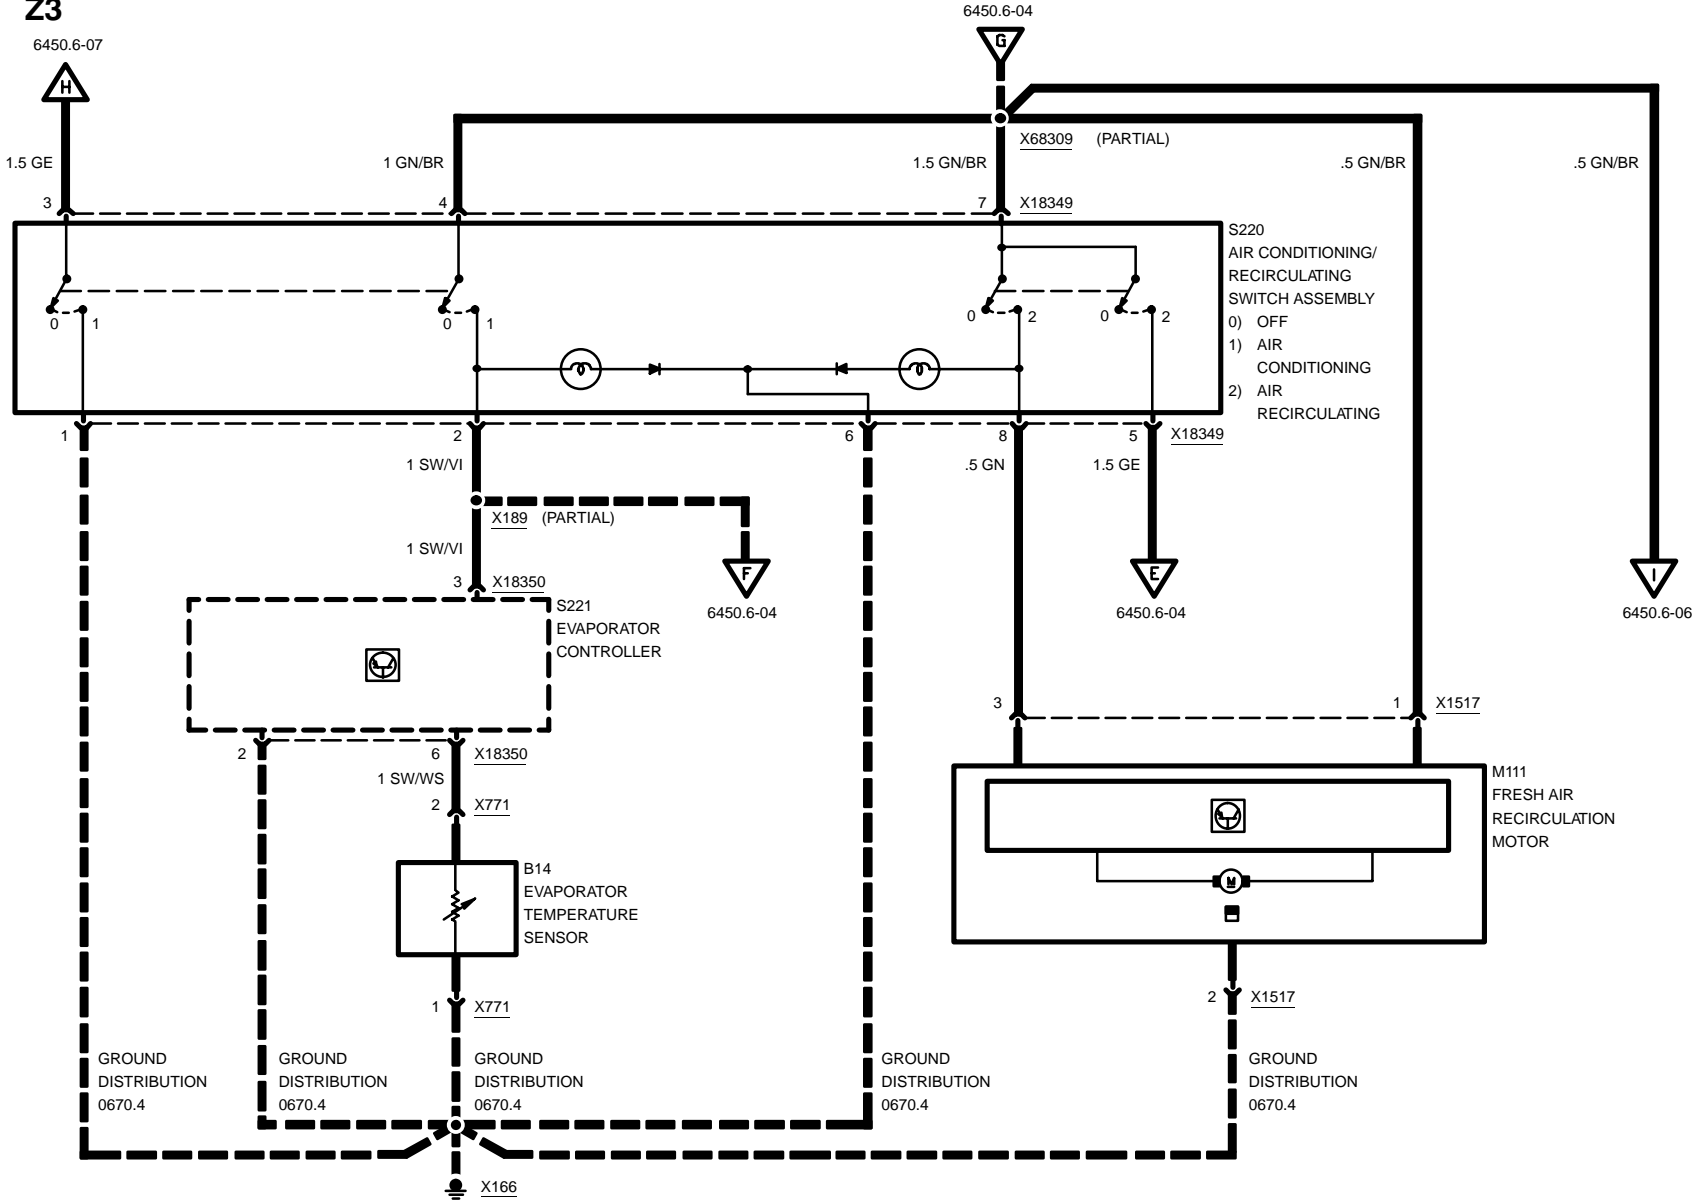 Z3
6450.6-04
6450.6-07
G
H
X68309 (PARTIAL)
1.5 GE
1 GN/BR
1.5 GN/BR
.5 GN/BR
.5 GN/BR
3
4
7
X18349
S220
AIR CONDITIONING/
RECIRCULATING
SWITCH ASSEMBLY
0) OFF
1) AIR
CONDITIONING
2) AIR
RECIRCULATING
0
1
0
1
0
2
0
2
1
2
6
8
5
X18349
1 SW/VI
.5 GN
1.5 GE
X189 (PARTIAL)
1 SW/VI
F
E
I
3
X18350
6450.6-04
6450.6-04
6450.6-06
S221
EVAPORATOR
CONTROLLER
3
1
X1517
2
6
X18350
1 SW/WS
2
X771
M111
FRESH AIR
RECIRCULATION
MOTOR
M
B14
EVAPORATOR
TEMPERATURE
SENSOR
1
X771
2
X1517
GROUND
DISTRIBUTION
0670.4
GROUND
DISTRIBUTION
0670.4
GROUND
DISTRIBUTION
0670.4
GROUND
DISTRIBUTION
0670.4
GROUND
DISTRIBUTION
0670.4
X166